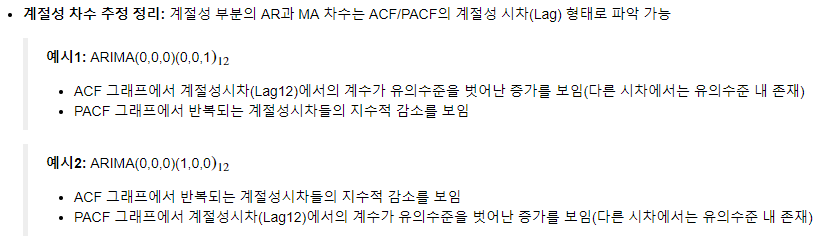 계절성 차수 추정 정리: 계절성 부분의 AR과 MA 차수는 ACF/PACF의 계절성 시차(Lag) 형태로 파악 가능
예시1: ARIMA(0,0,0)(0,0,1)₁₂
ACF 그래프에서 계절성시차(Lag12)에서의 계수가 유의수준을 벗어난 증가를 보임(다른 시차에서는 유의수준 내 존재)
PACF 그래프에서 반복되는 계절성시차들의 지수적 감소를 보임
예시2: ARIMA(0,0,0)(1,0,0)₁₂
ACF 그래프에서 반복되는 계절성시차들의 지수적 감소를 보임
PACF 그래프에서 계절성시차(Lag12)에서의 계수가 유의수준을 벗어난 증가를 보임(다른 시차에서는 유의수준 내 존재)